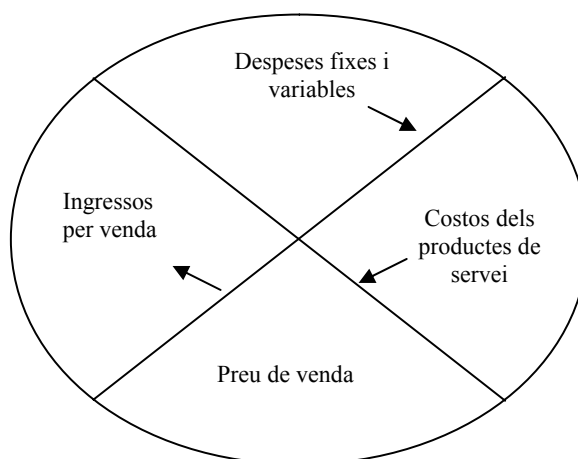 Despeses fixes i
variables
Ingressos
per venda
Costos dels
productes de
servei
Preu de venda